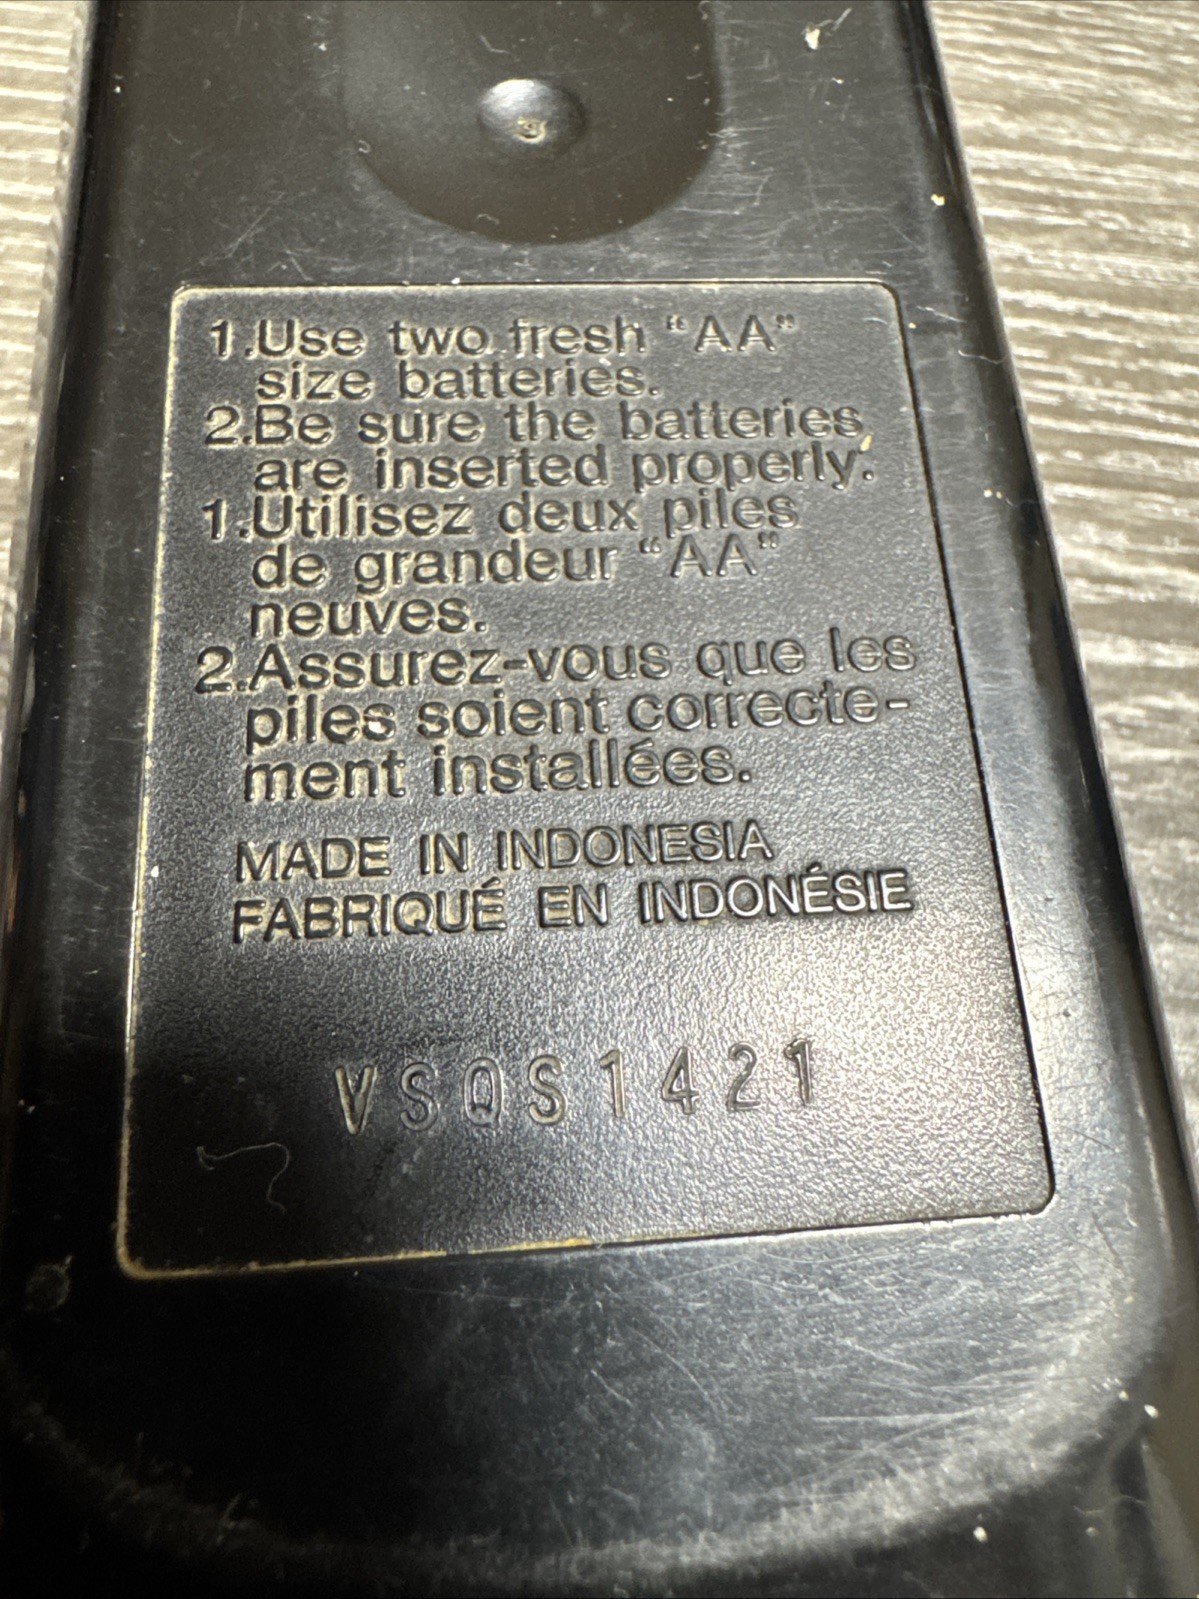 1.Use two fresh “AA”
size batteries.
2.Be sure the batteries
are inserted properly.
1.Utilisez deux piles
de grandeur “AA”
neuves.
2.Assurez-vous que les
piles soient correcte-
ment installées.
MADE IN INDONESIA
FABRIQUÉ EN INDONÉSIE
VSQS1421